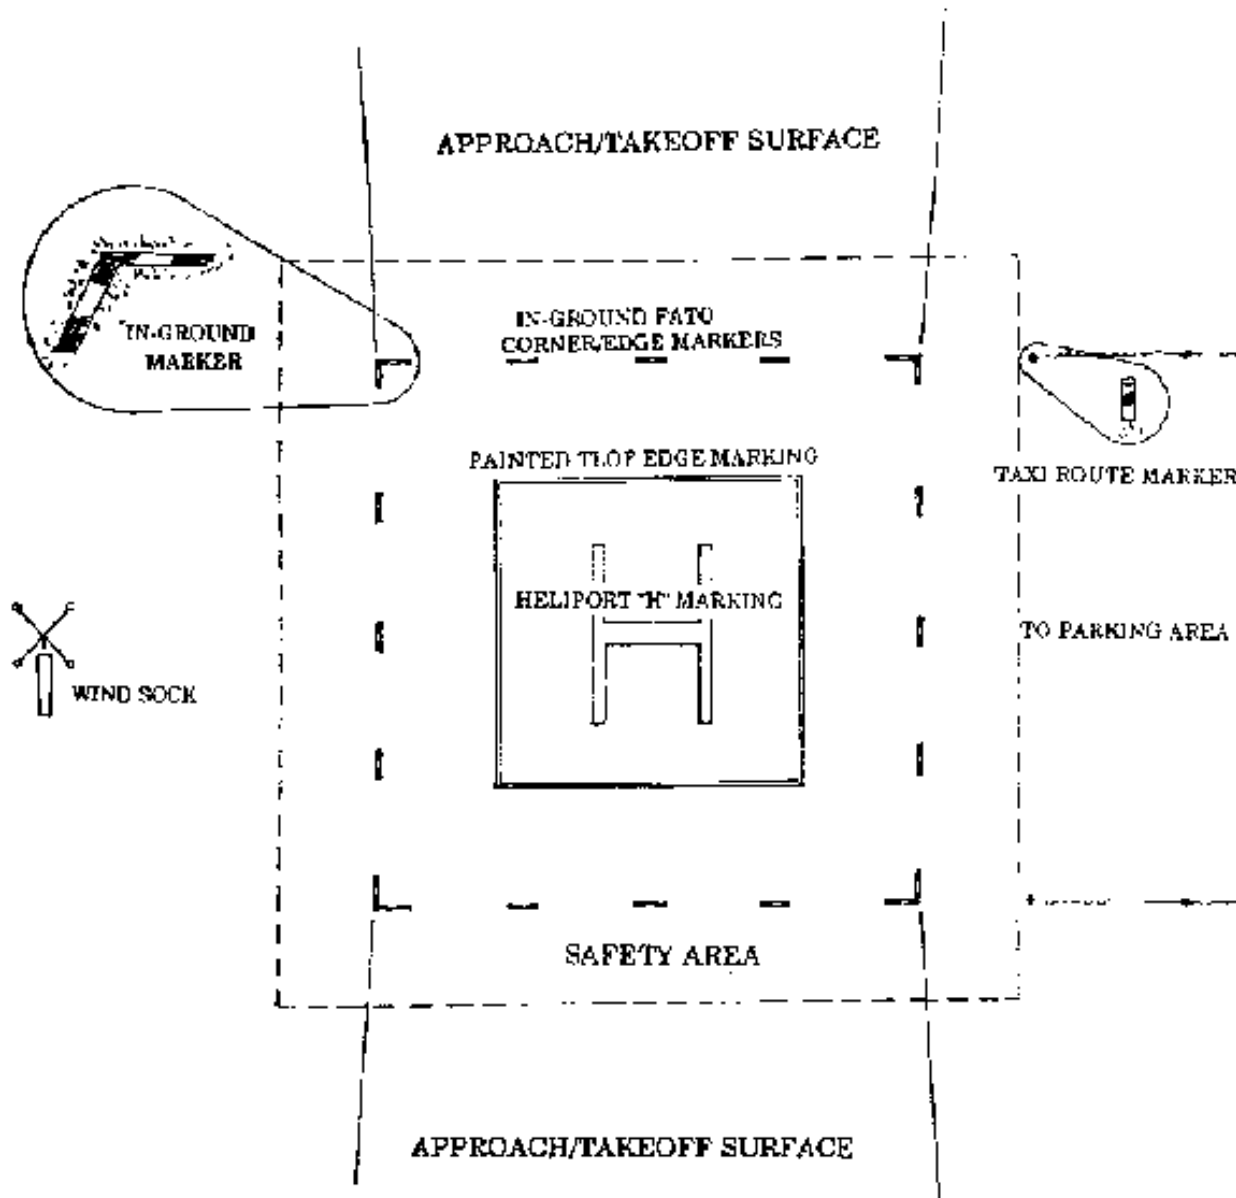 APPROACH/TAKEOFF SURFACE
IN-GROUND
MARKER
IN-GROUND FATO
CORNER/EDGE MARKERS
PAINTED TLOF EDGE MARKING
TAXI ROUTE MARKER
HELIPORT "H" MARKING
TO PARKING AREA
WIND SOCK
SAFETY AREA
APPROACH/TAKEOFF SURFACE